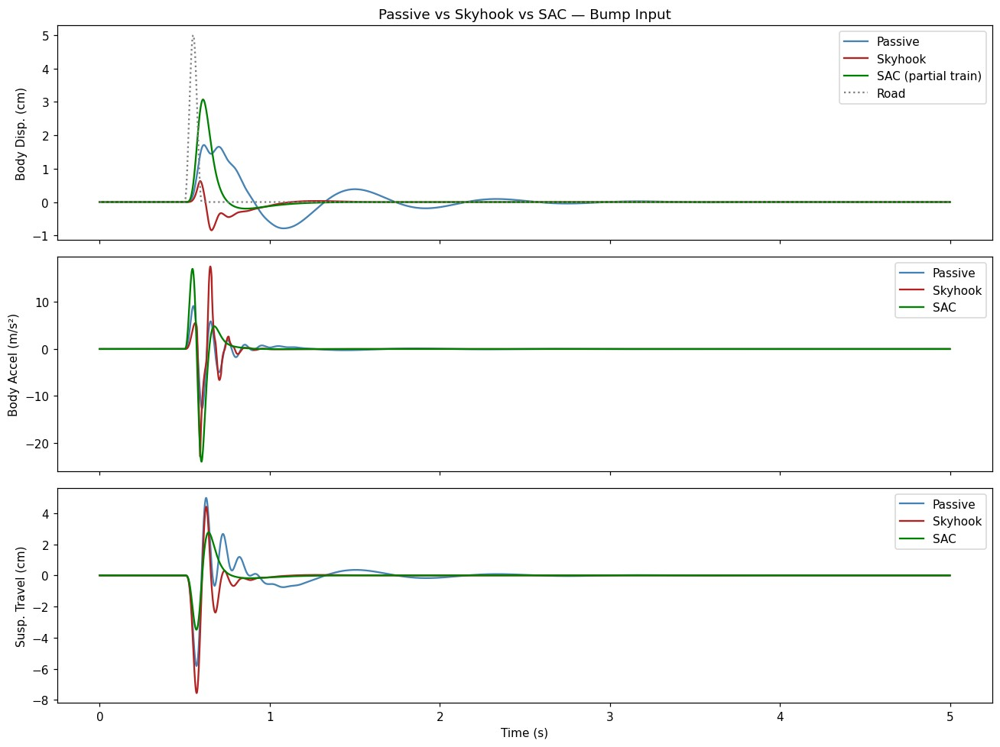 Passive vs Skyhook vs SAC — Bump Input
Body Disp. (cm)
5
4
3
2
1
0
−1
Passive
Skyhook
SAC (partial train)
Road
Body Accel (m/s²)
10
0
−10
−20
Passive
Skyhook
SAC
Susp. Travel (cm)
4
2
0
−2
−4
−6
−8
Passive
Skyhook
SAC
0 1 2 3 4 5
Time (s)